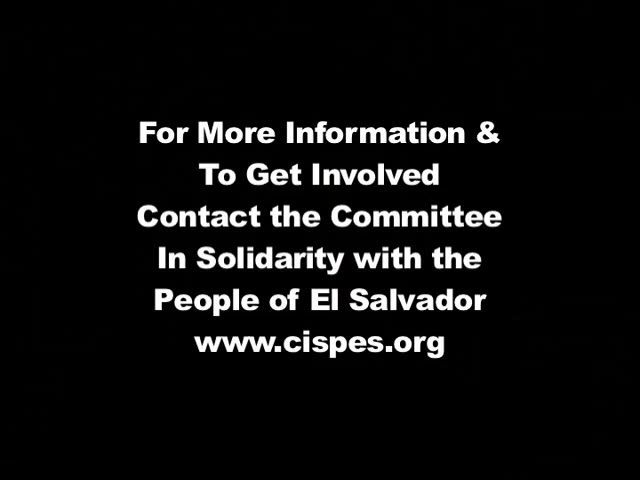 For More Information &
To Get Involved
Contact the Committee
In Solidarity with the
People of El Salvador
www.cispes.org